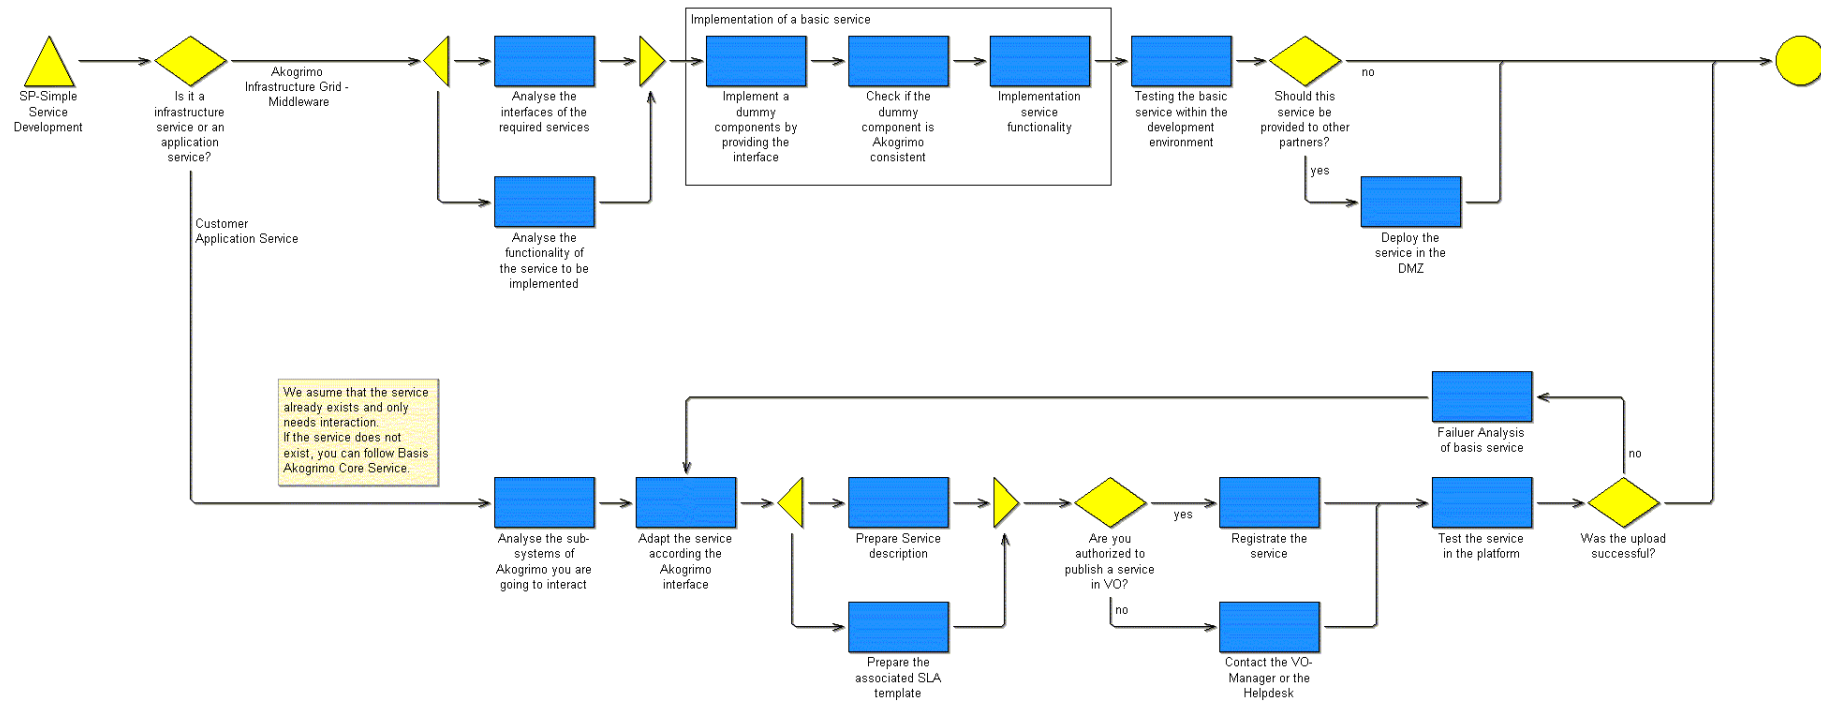 Implementation of a basic service
SP-Simple
Service
Development
Is it a
infrastructure
service or an
application
service?
Akogrimo
Infrastructure Grid -
Middleware
Analyse the
interfaces of the
required services
Implement a
dummy
components by
providing the
interface
Check if the
dummy
component is
Akogrimo
consistent
Implementation
service
functionality
Testing the basic
service within the
development
environment
Should this
service be
provided to other
partners?
no
yes
Customer
Application Service
Analyse the
functionality of
the service to be
implemented
Deploy the
service in the
DMZ
We asume that the service
already exists and only
needs interaction.
If the service does not
exist, you can follow Basis
Akogrimo Core Service.
Failuer Analysis
of basis service
no
Analyse the sub-
systems of
Akogrimo you are
going to interact
Adapt the service
according the
Akogrimo
interface
Prepare Service
description
Are you
authorized to
publish a service
in VO?
yes
no
Registrate the
service
Test the service
in the platform
Was the upload
successful?
Prepare the
associated SLA
template
Contact the VO-
Manager or the
Helpdesk